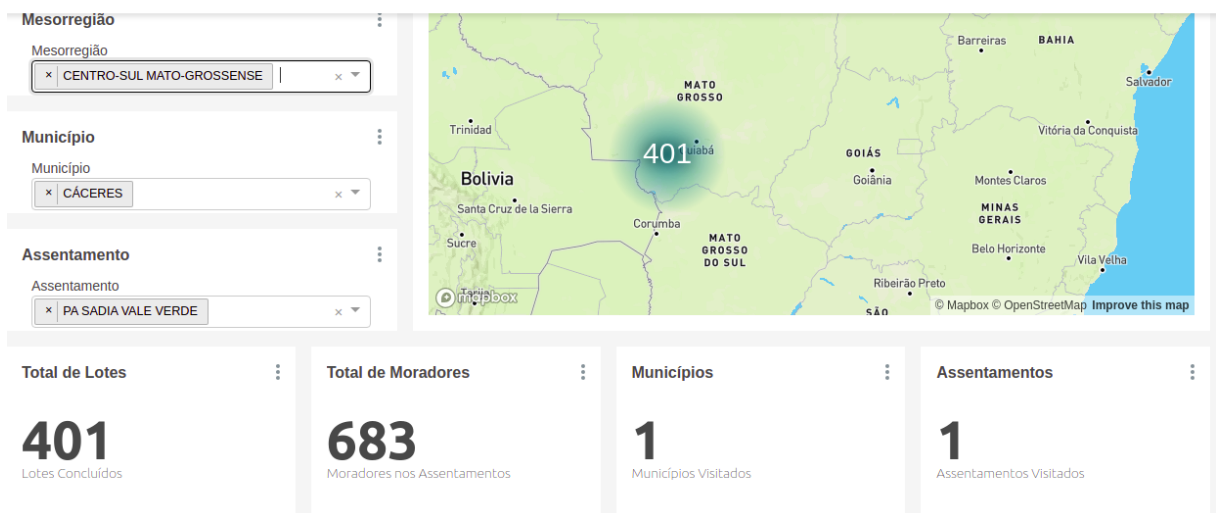 Mesorregião
Mesorregião
× CENTRO-SUL MATO-GROSSENSE ×
Município
Município
× CÁCERES ×
Assentamento
Assentamento
× PA SADIA VALE VERDE ×
Barreiras
BAHIA
MATO
GROSSO
Salvador
Trinidad
Vitória da Conquista
401
GOIÁS
Bolivia
Goiânia
Montes Claros
Santa Cruz de la Sierra
MINAS
GERAIS
Corumba
Sucre
MATO
GROSSO
DO SUL
Belo Horizonte
Vila Velha
Ribeirão Preto
Tarija
mapbox
© Mapbox © OpenStreetMap Improve this map
SÃO
Total de Lotes
401
Lotes Concluídos
Total de Moradores
683
Moradores nos Assentamentos
Municípios
1
Municípios Visitados
Assentamentos
1
Assentamentos Visitados